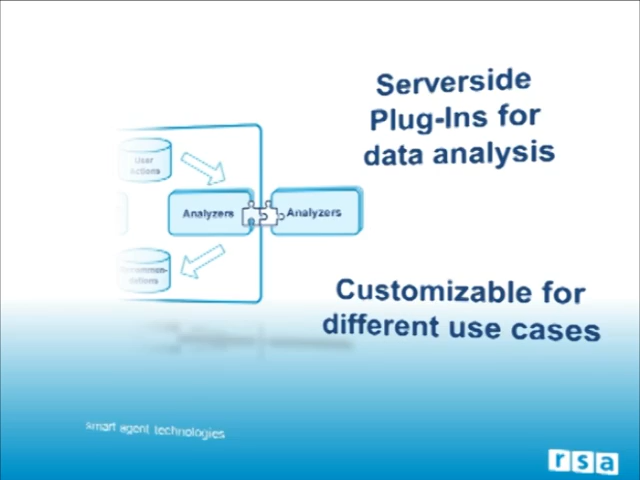 Serverside
Plug-Ins for
data analysis
User
Actions
Analyzers
Analyzers
Recommen-
dations
Customizable for
different use cases
smart agent technologies
rsa